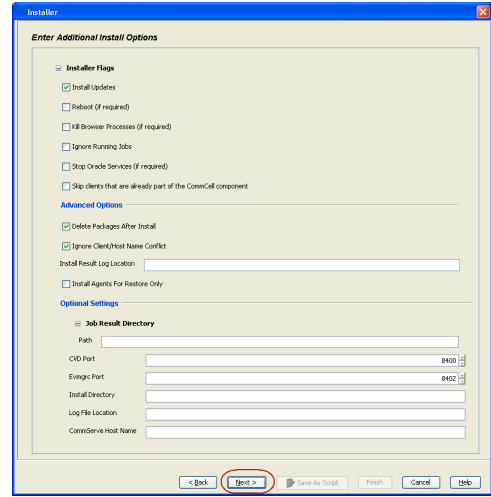 Installer
Enter Additional Install Options
Installer Flags
Install Updates
Reboot (if required)
Kill Browser Processes (if required)
Ignore Running Jobs
Stop Oracle Services (if required)
Skip clients that are already part of the CommCell component
Advanced Options
Delete Packages After Install
Ignore Client/Host Name Conflict
Install Result Log Location
Install Agents For Restore Only
Optional Settings
Job Result Directory
Path
CVD Port 8400
Evmgrc Port 8402
Install Directory
Log File Location
CommServe Host Name
< Back Next > Save As Script Finish Cancel Help